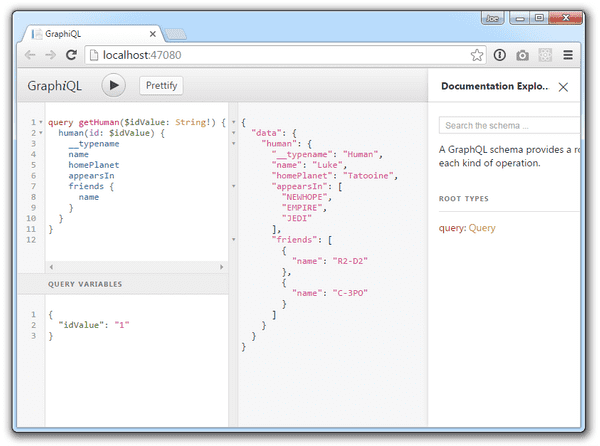 Joe
GraphiQL
localhost:47080
GraphiQL
Prettify
1 query getHuman($idValue: String!) {
2 human(id: $idValue) {
3 __typename
4 name
5 homePlanet
6 appearsIn
7 friends {
8 name
9 }
10 }
11 }
12
QUERY VARIABLES
1 {
2 "idValue": "1"
3 }
{
"data": {
"human": {
"__typename": "Human",
"name": "Luke",
"homePlanet": "Tatooine",
"appearsIn": [
"NEWHOPE",
"EMPIRE",
"JEDI"
],
"friends": [
{
"name": "R2-D2"
},
{
"name": "C-3PO"
}
]
}
}
}
Documentation Explo..
Search the schema ...
A GraphQL schema provides a ro
each kind of operation.
ROOT TYPES
query: Query